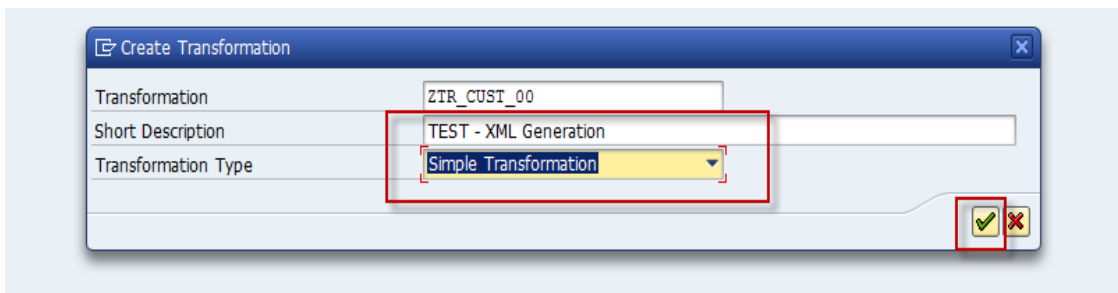 Create Transformation
Transformation ZTR_CUST_00
Short Description TEST - XML Generation
Transformation Type Simple Transformation